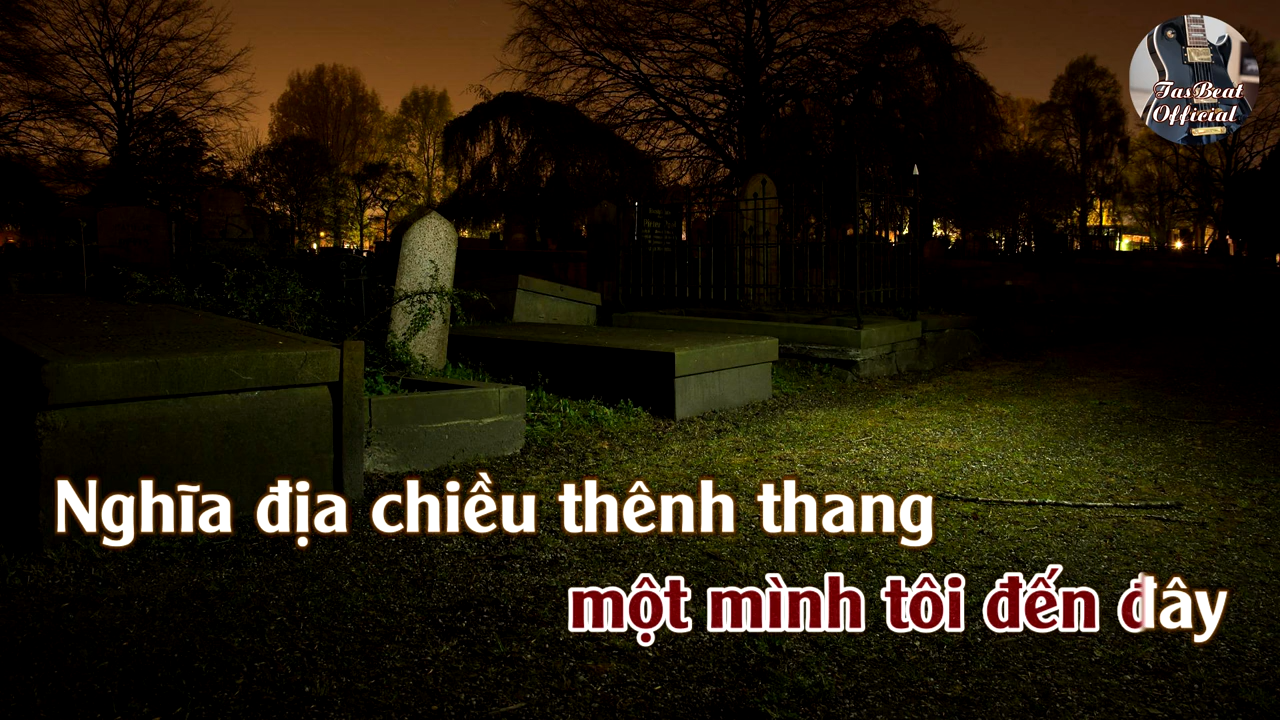 TasBeat
Official
Nghĩa địa chiều thênh thang
một mình tôi đến đây